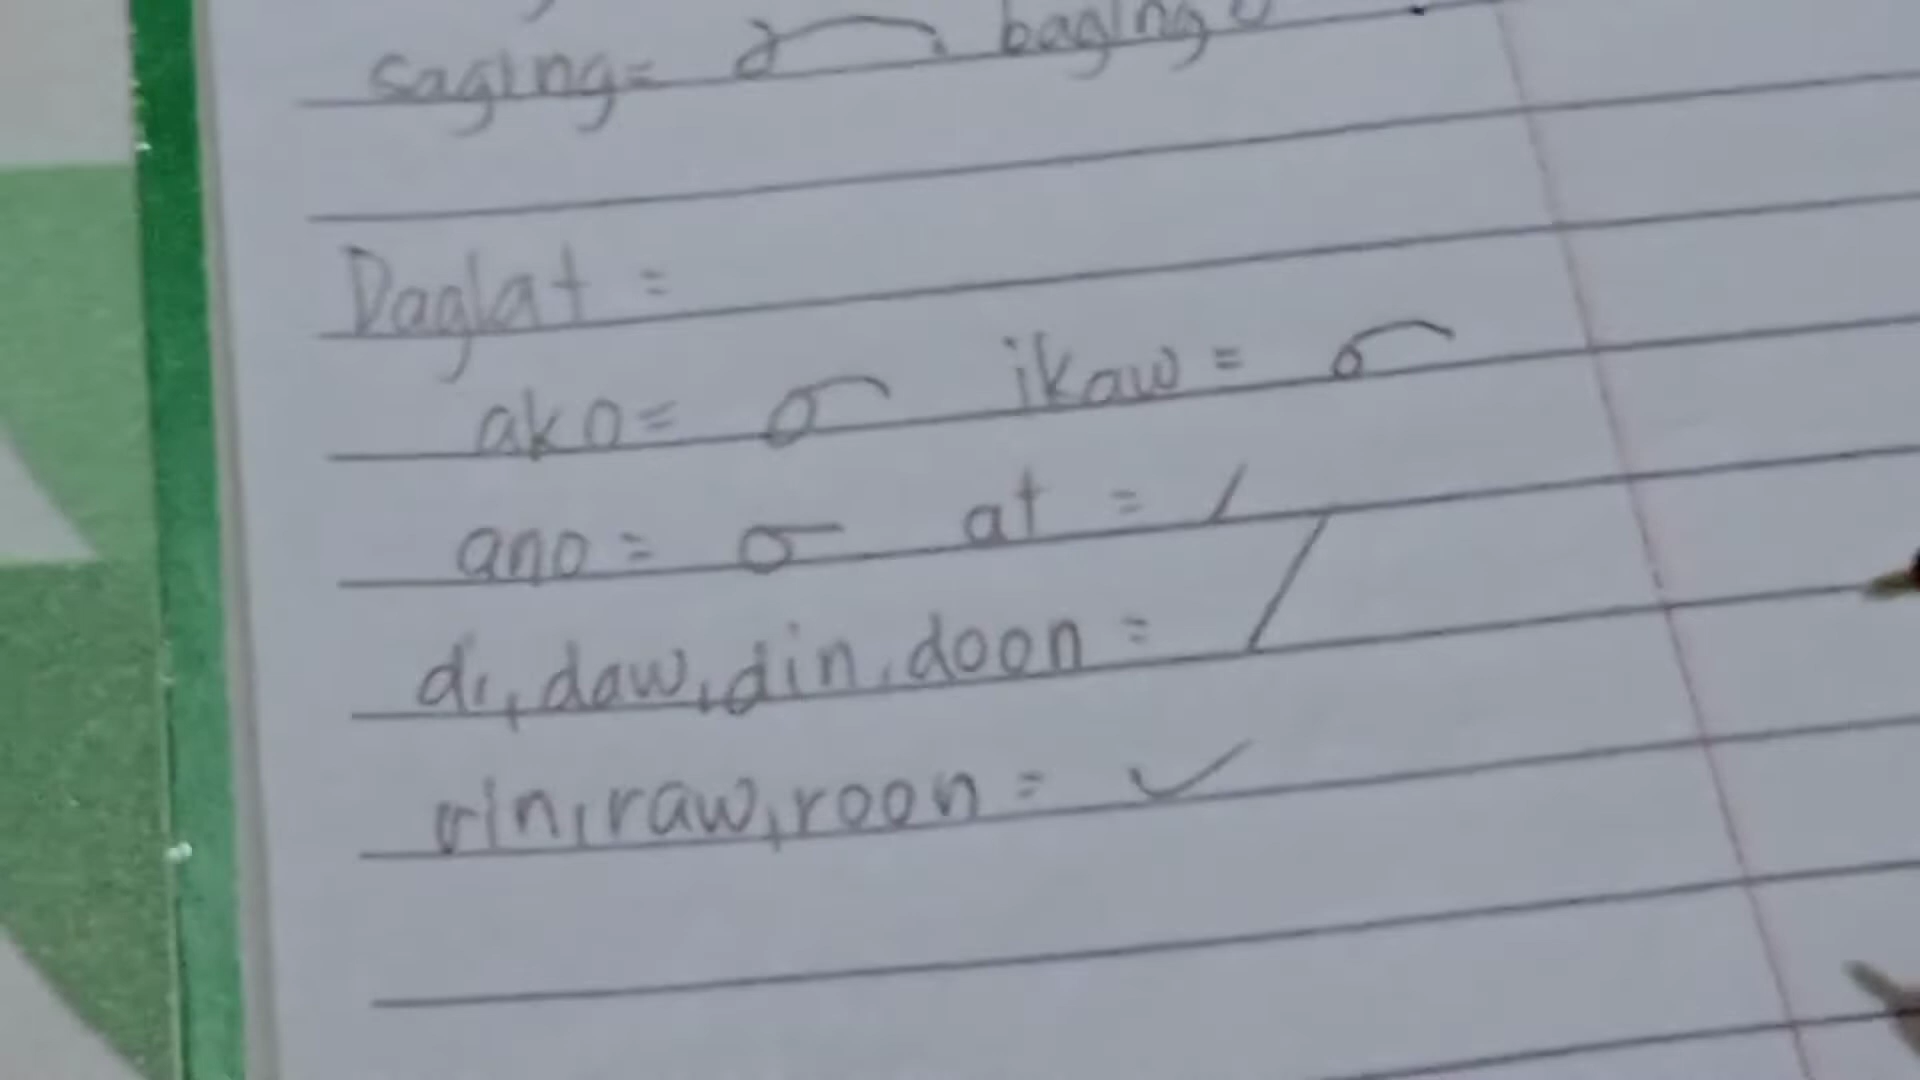 saging= baging
Daglat =
ako= ikaw =
ano = at = /
di, daw, din, doon = /
rin, raw, roon = ✓